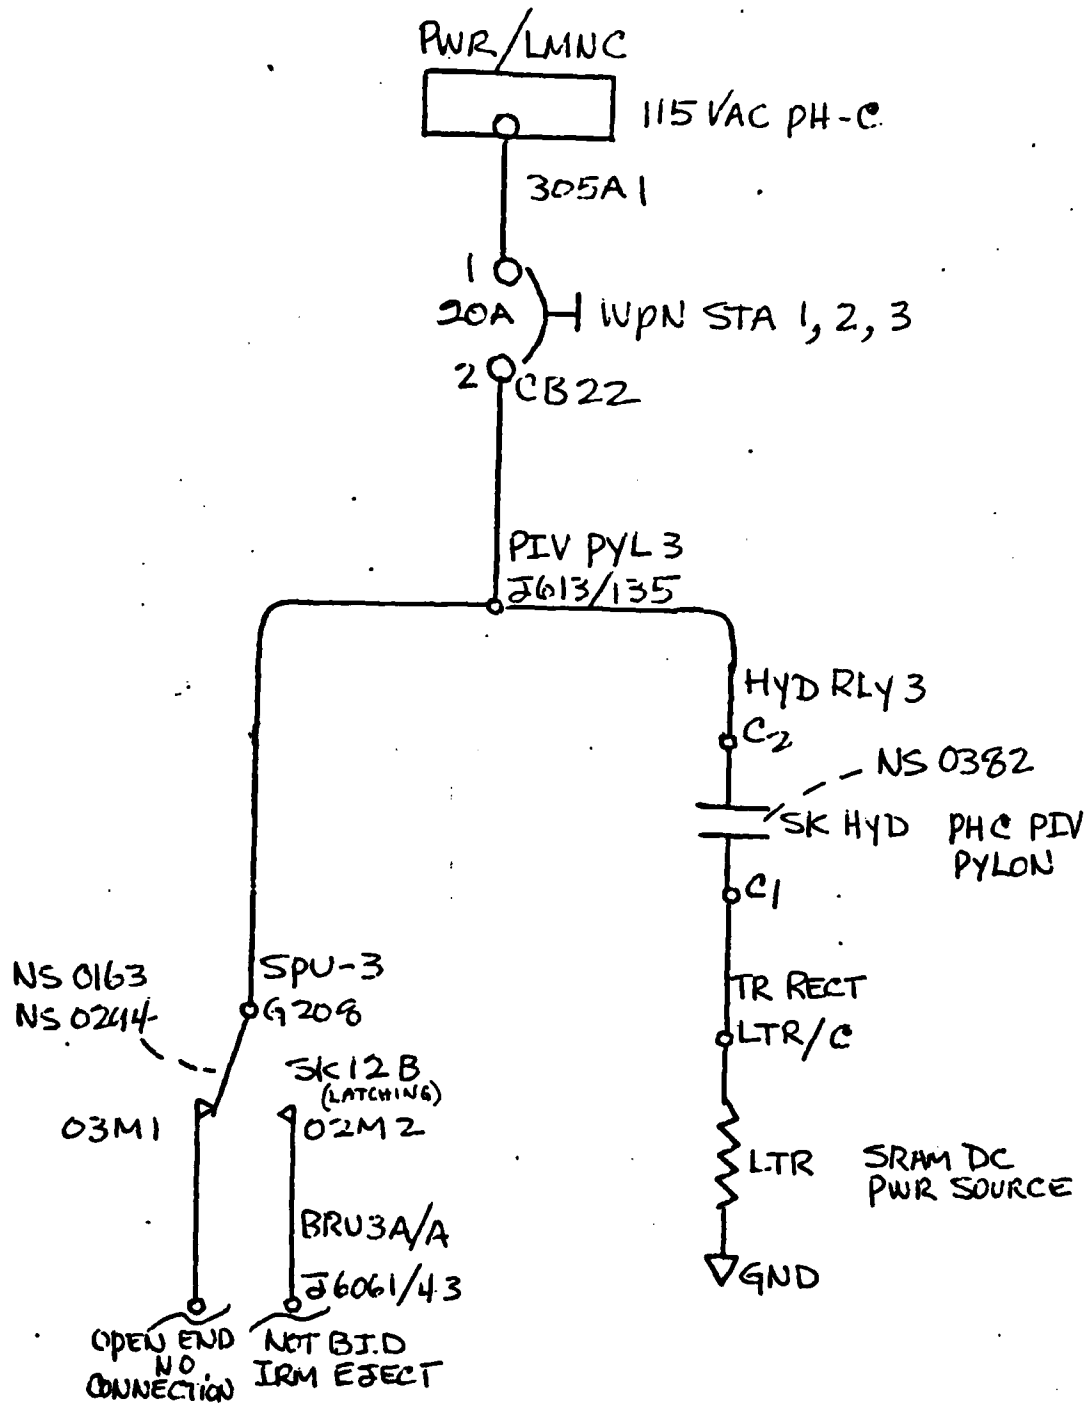 PWR/LMNC
115 VAC PH-C
305A1
1
20A
WPN STA 1, 2, 3
2
CB22
PIV PYL 3
J613/135
HYD RLY 3
C2
NS 0382
SK HYD PHC PIV
PYLON
C1
NS 0163
NS 0244
SPU-3
G208
TR RECT
LTR/C
SK12B
(LATCHING)
03M1
02M2
LTR SRAM DC
PWR SOURCE
BRU3A/A
J6061/43
GND
OPEN END
NO
CONNECTION
NOT B.I.D
IRM EJECT